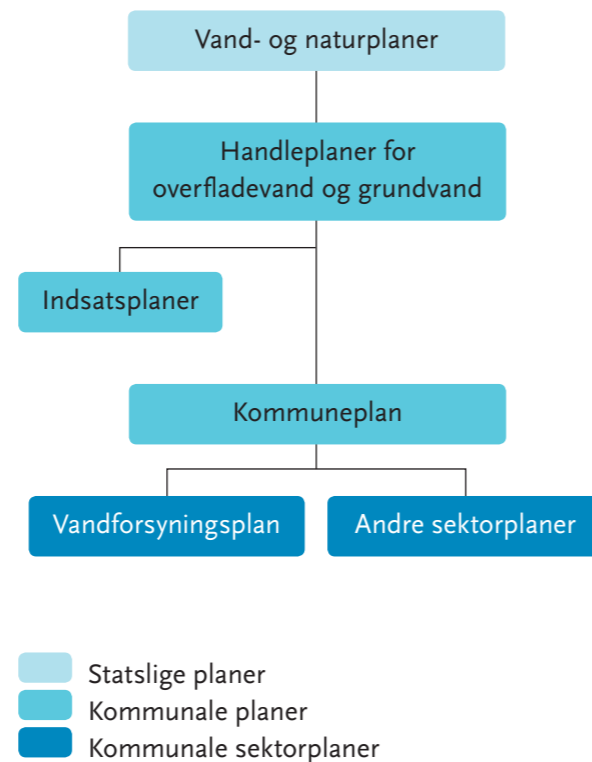 Vand- og naturplaner
Handleplaner for
overfladevand og grundvand
Indsatsplaner
Kommuneplan
Vandforsyningsplan
Andre sektorplaner
Statslige planer
Kommunale planer
Kommunale sektorplaner